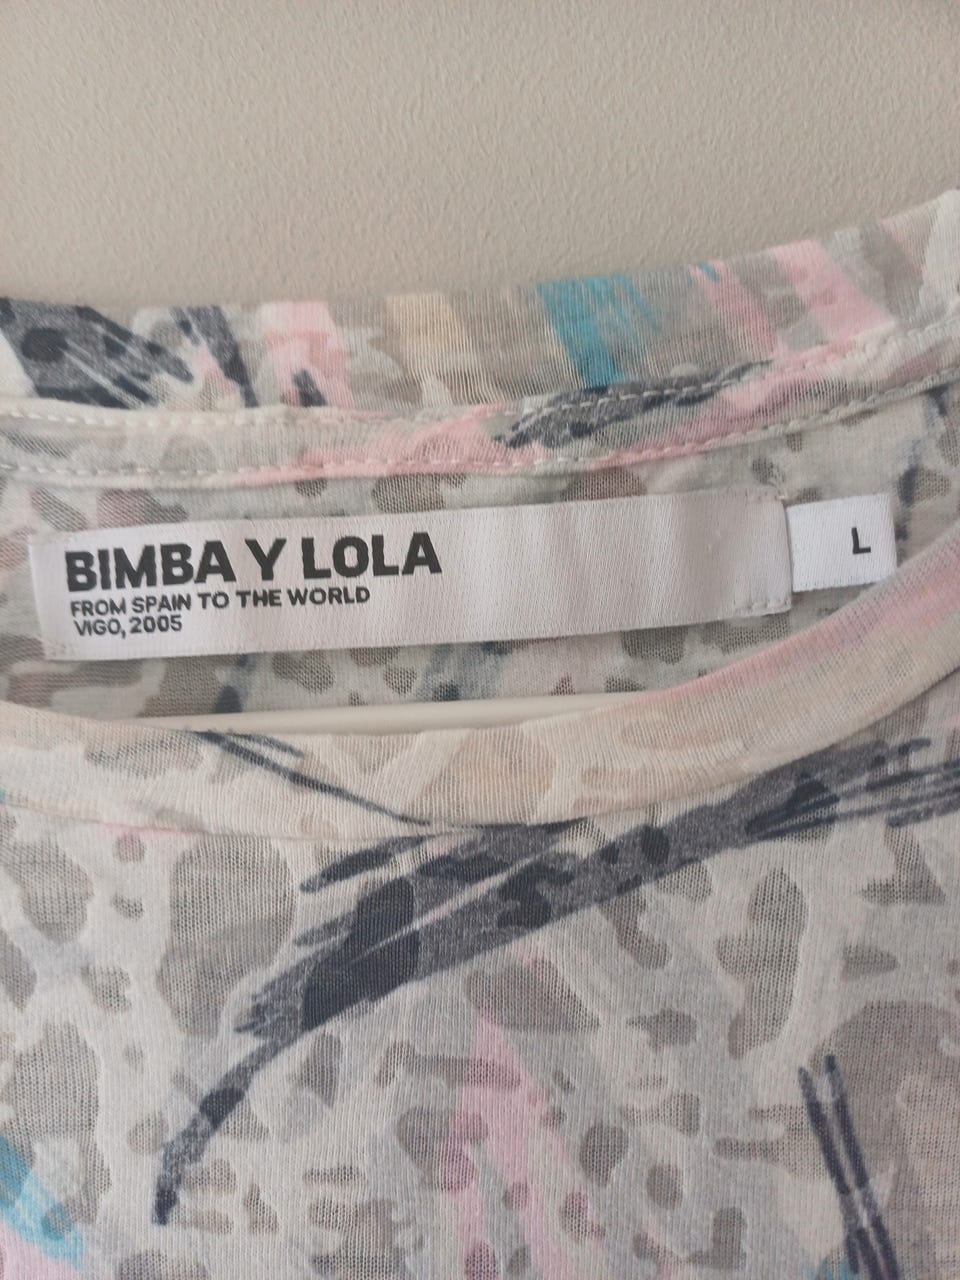 BIMBA Y LOLA
FROM SPAIN TO THE WORLD
VIGO, 2005
L